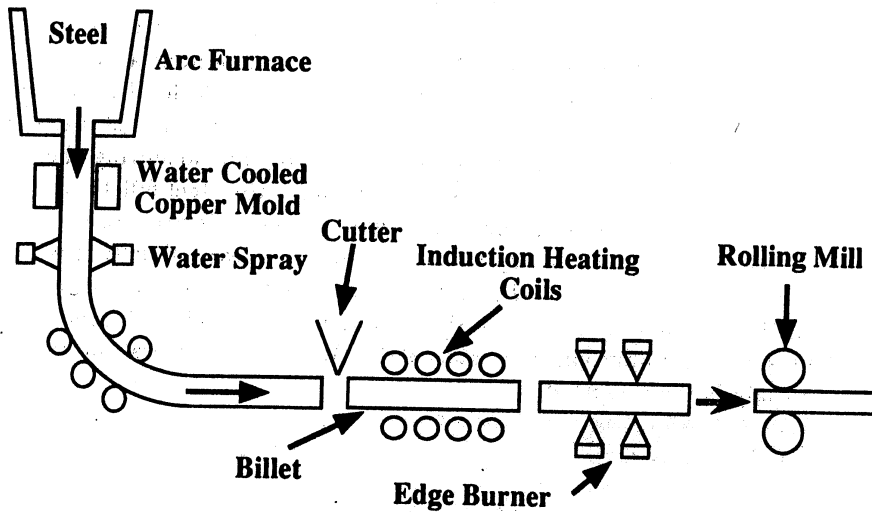 Steel
Arc Furnace
Water Cooled
Copper Mold
Water Spray
Cutter
Induction Heating
Coils
Rolling Mill
Billet
Edge Burner